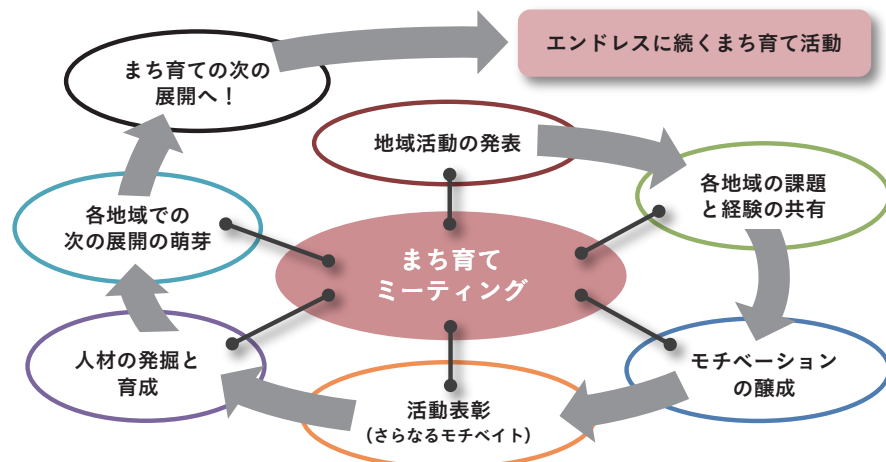 エンドレスに続くまち育て活動
まち育ての次の
展開へ！
地域活動の発表
各地域の課題
と経験の共有
各地域での
次の展開の萌芽
まち育て
ミーティング
人材の発掘と
育成
モチベーション
の醸成
活動表彰
(さらなるモチベイト)